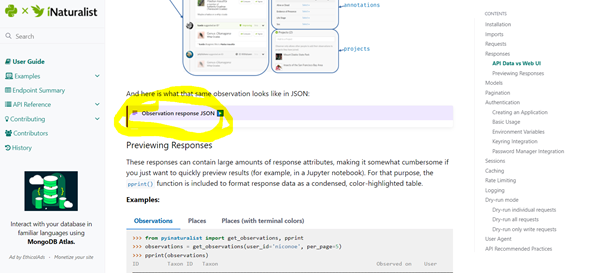 iNaturalist
Search
User Guide
Examples
Endpoint Summary
API Reference
Contributing
Contributors
History
Interact with your database in
familiar languages using
MongoDB Atlas.
Ad by EthicalAds · Monetize your site
annotations
projects
And here is what that same observation looks like in JSON:
Observation response JSON
Previewing Responses
These responses can contain large amounts of response attributes, making it somewhat cumbersome if
you just want to quickly preview results (for example, in a Jupyter notebook). For that purpose, the
pprint() function is included to format response data as a condensed, color-highlighted table.
Examples:
Observations Places Places (with terminal colors)
>>> from pyinaturalist import get_observations, pprint
>>> observations = get_observations(user_id='niconoe', per_page=5)
>>> pprint(observations)
ID Taxon ID Taxon Observed on User
CONTENTS
Installation
Imports
Requests
Responses
API Data vs Web UI
Previewing Responses
Models
Pagination
Authentication
Creating an Application
Basic Usage
Environment Variables
Keyring Integration
Password Manager Integration
Sessions
Caching
Rate Limiting
Logging
Dry-run mode
Dry-run individual requests
Dry-run all requests
Dry-run only write requests
User Agent
API Recommended Practices